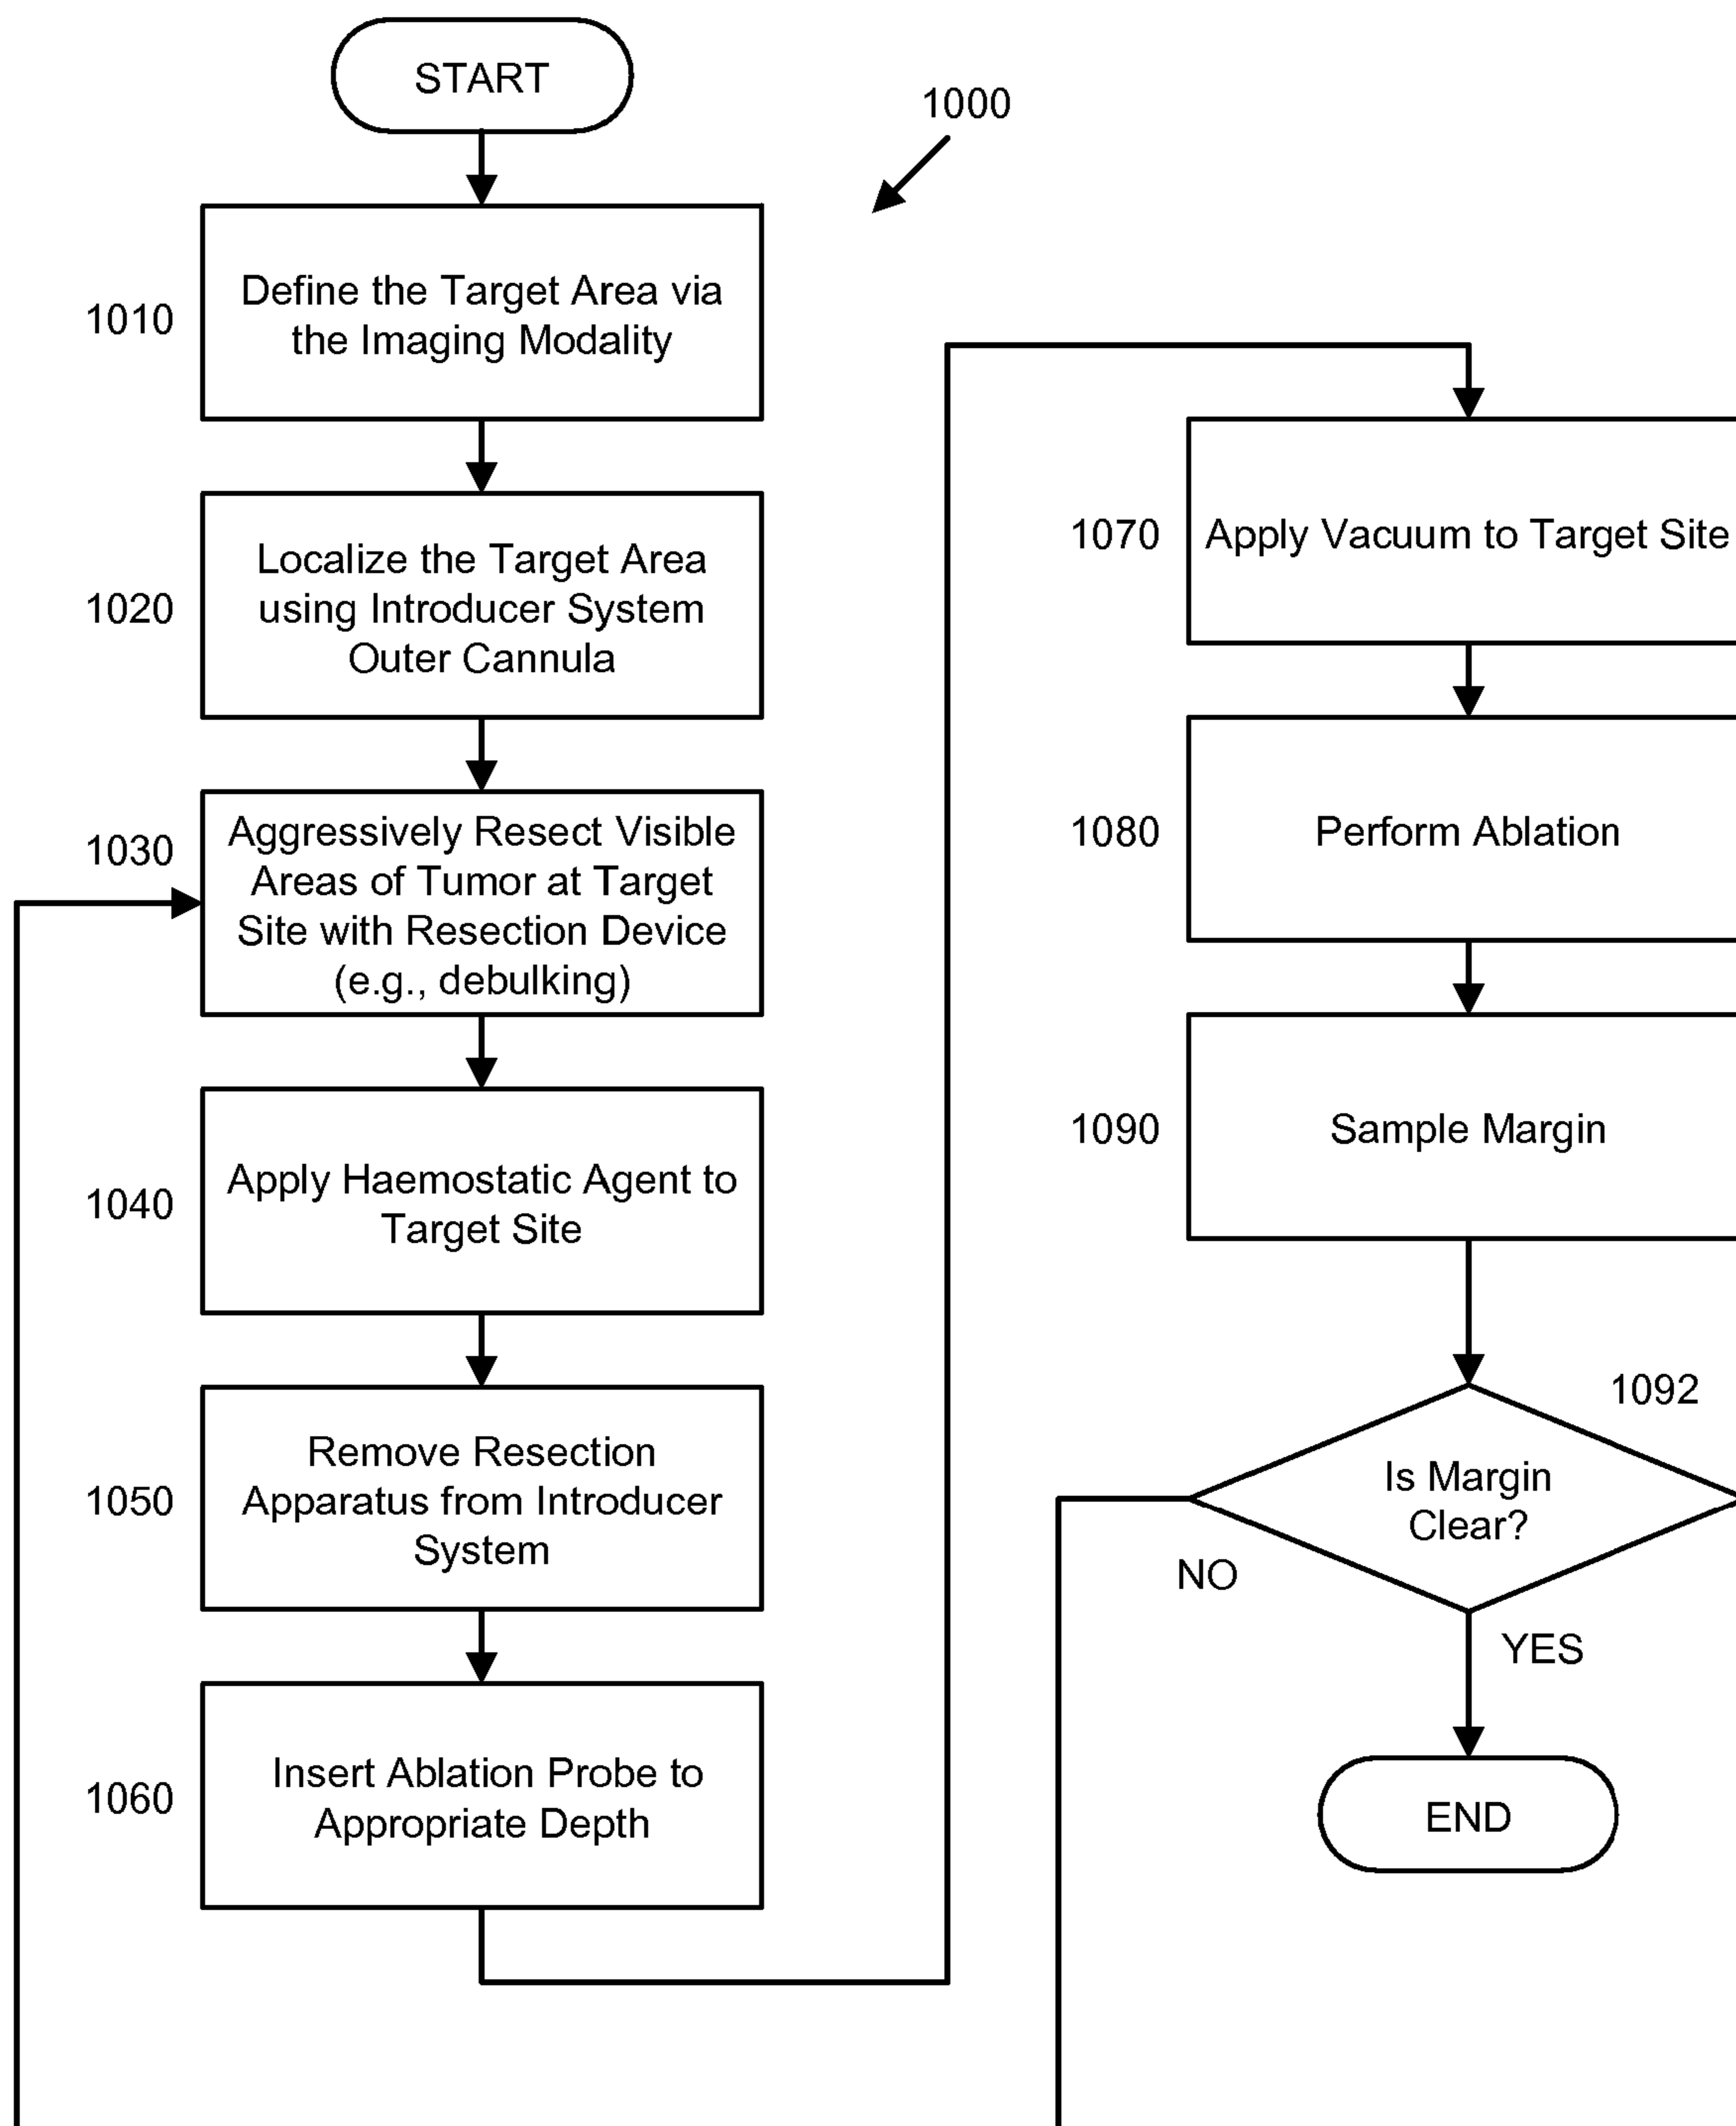 START
1000
1010
Define the Target Area via
the Imaging Modality
1020
Localize the Target Area
using Introducer System
Outer Cannula
1030
Aggressively Resect Visible
Areas of Tumor at Target
Site with Resection Device
(e.g., debulking)
1040
Apply Haemostatic Agent to
Target Site
1050
Remove Resection
Apparatus from Introducer
System
1060
Insert Ablation Probe to
Appropriate Depth
1070
Apply Vacuum to Target Site
1080
Perform Ablation
1090
Sample Margin
1092
Is Margin
Clear?
NO
YES
END